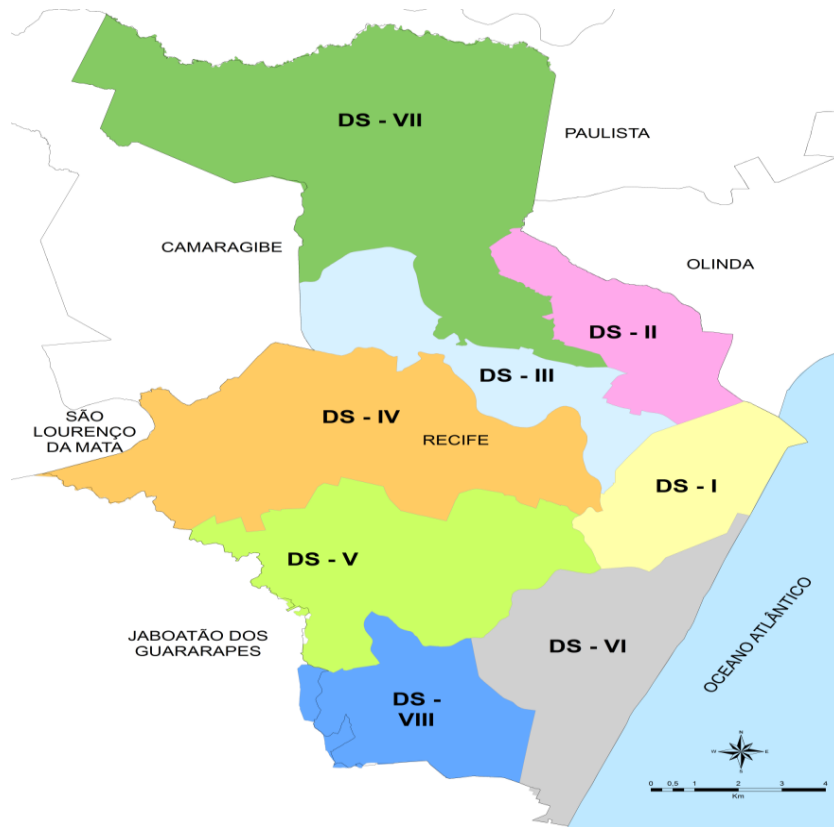 DS - VII
PAULISTA
CAMARAGIBE
OLINDA
DS - II
DS - III
SÃO
LOURENÇO
DA MATA
DS - IV
RECIFE
DS - I
DS - V
JABOATÃO DOS
GUARARAPES
DS - VI
OCEANO ATLÂNTICO
DS -
VIII
N
W
E
S
0 0.5 1 2 3 4
Km